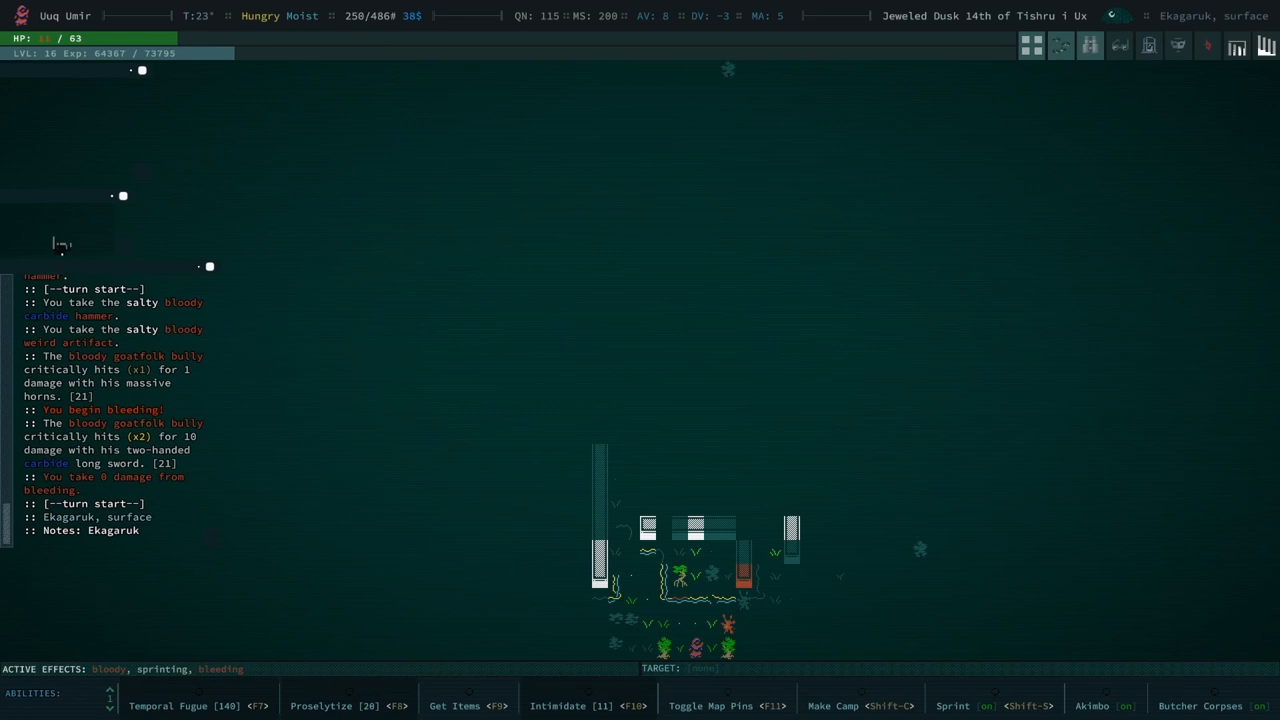 Uuq Umir
T:23° :: Hungry Moist :: 250/486# 38$
QN: 115 :: MS: 200 :: AV: 8 :: DV: -3 :: MA: 5
Jeweled Dusk 14th of Tishru i Ux
:: Ekagaruk, surface
HP: 11 / 63
LVL: 16 Exp: 64367 / 73795
hammer.
:: [--turn start--]
:: You take the salty bloody
carbide hammer.
:: You take the salty bloody
weird artifact.
:: The bloody goatfolk bully
critically hits (x1) for 1
damage with his massive
horns. [21]
:: You begin bleeding!
:: The bloody goatfolk bully
critically hits (x2) for 10
damage with his two-handed
carbide long sword. [21]
:: You take 0 damage from
bleeding.
:: [--turn start--]
:: Ekagaruk, surface
:: Notes: Ekagaruk
ACTIVE EFFECTS: bloody, sprinting, bleeding
TARGET: [none]
ABILITIES:
1
Temporal Fugue [140] <F7>
Proselytize [20] <F8>
Get Items <F9>
Intimidate [11] <F10>
Toggle Map Pins <F11>
Make Camp <Shift-C>
Sprint [on] <Shift-S>
Akimbo [on]
Butcher Corpses [on]